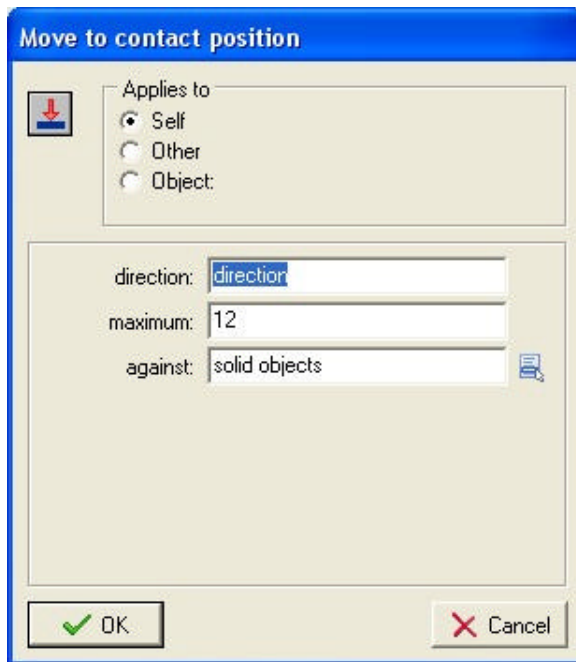 Move to contact position
Applies to
Self
Other
Object:
direction: direction
maximum: 12
against: solid objects
OK
Cancel